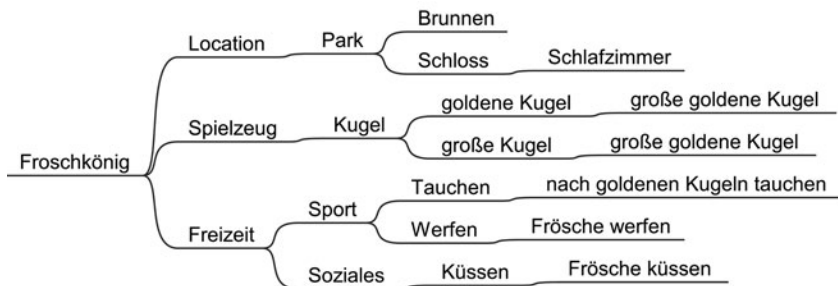 Froschkönig
Location
Park
Brunnen
Schloss
Schlafzimmer
Spielzeug
Kugel
goldene Kugel
große goldene Kugel
große Kugel
große goldene Kugel
Freizeit
Sport
Tauchen
nach goldenen Kugeln tauchen
Werfen
Frösche werfen
Soziales
Küssen
Frösche küssen